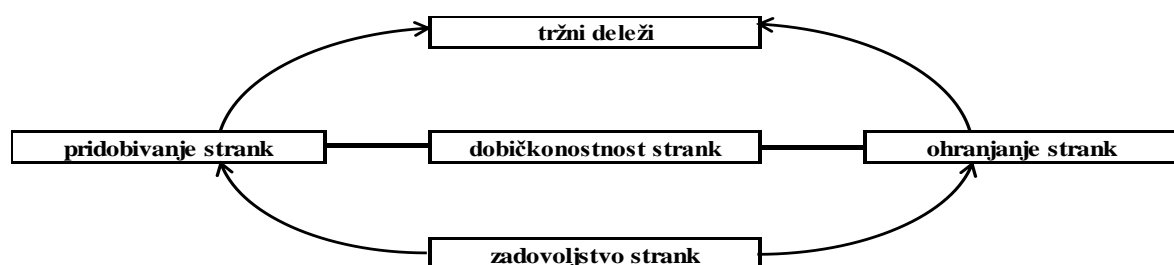 tržni deleži
pridobivanje strank
dobičkonostnost strank
ohranjanje strank
zadovoljstvo strank